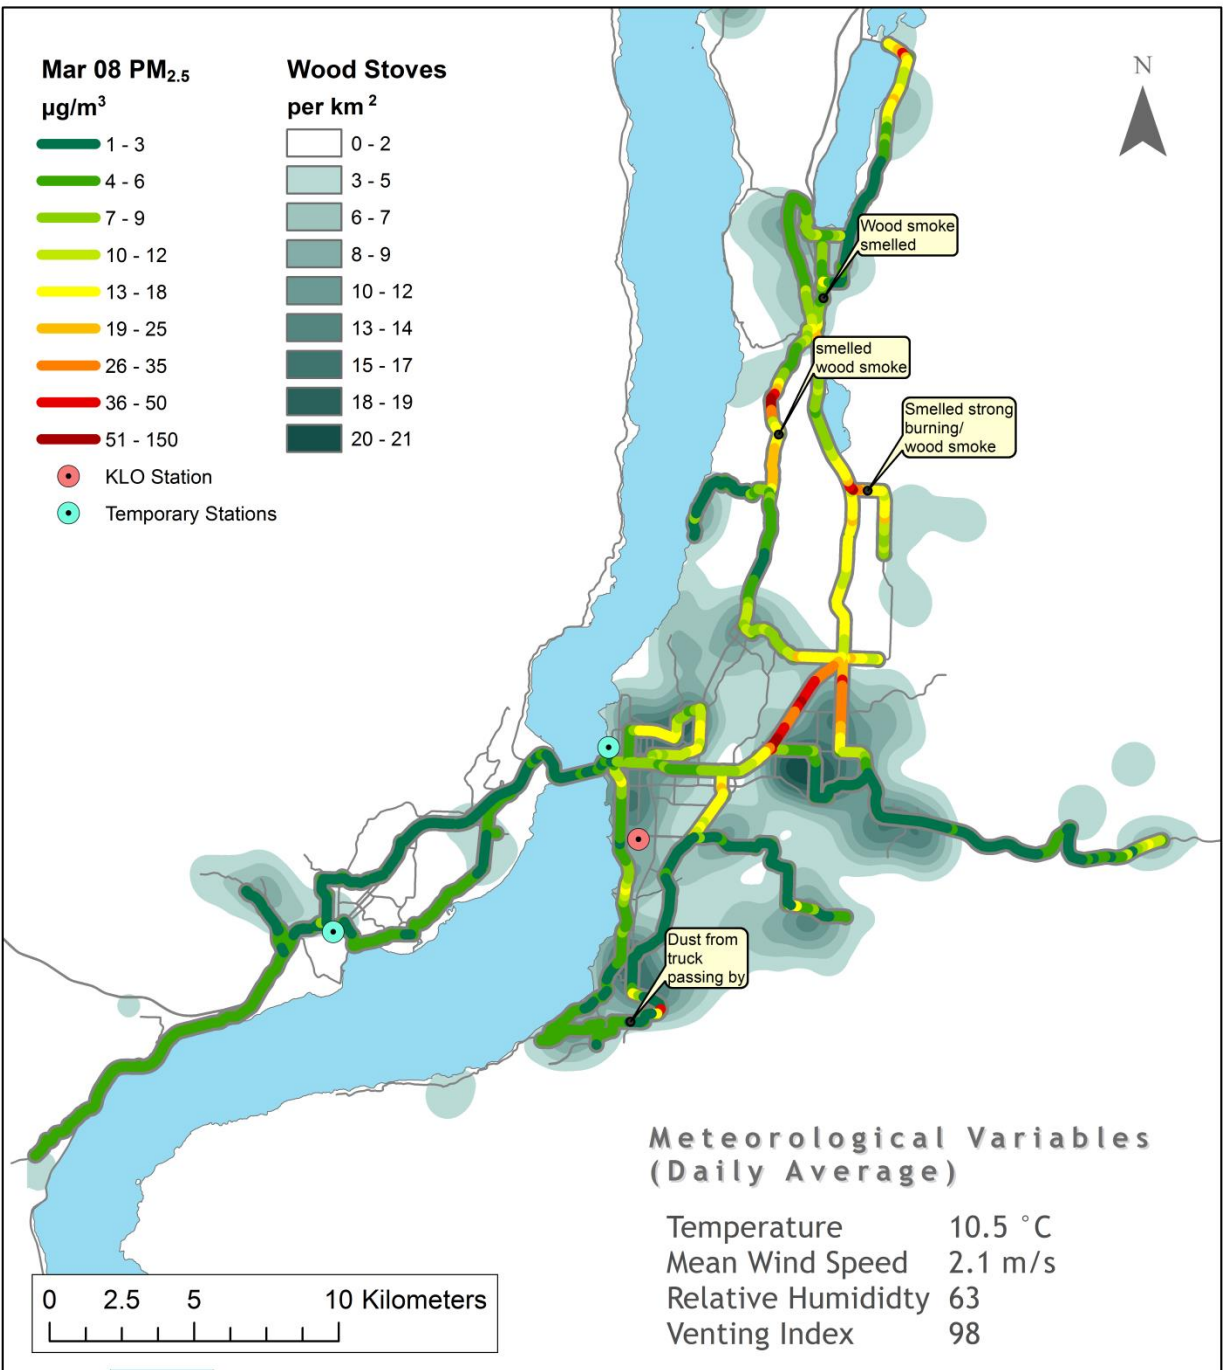 Mar 08 PM2.5
µg/m³
1 - 3
4 - 6
7 - 9
10 - 12
13 - 18
19 - 25
26 - 35
36 - 50
51 - 150
KLO Station
Temporary Stations
Wood Stoves
per km ²
0 - 2
3 - 5
6 - 7
8 - 9
10 - 12
13 - 14
15 - 17
18 - 19
20 - 21
N
Wood smoke
smelled
smelled
wood smoke
Smelled strong
burning/
wood smoke
Dust from
truck
passing by
Meteorological Variables
(Daily Average)
Temperature 10.5 °C
Mean Wind Speed 2.1 m/s
Relative Humididty 63
Venting Index 98
0 2.5 5 10 Kilometers